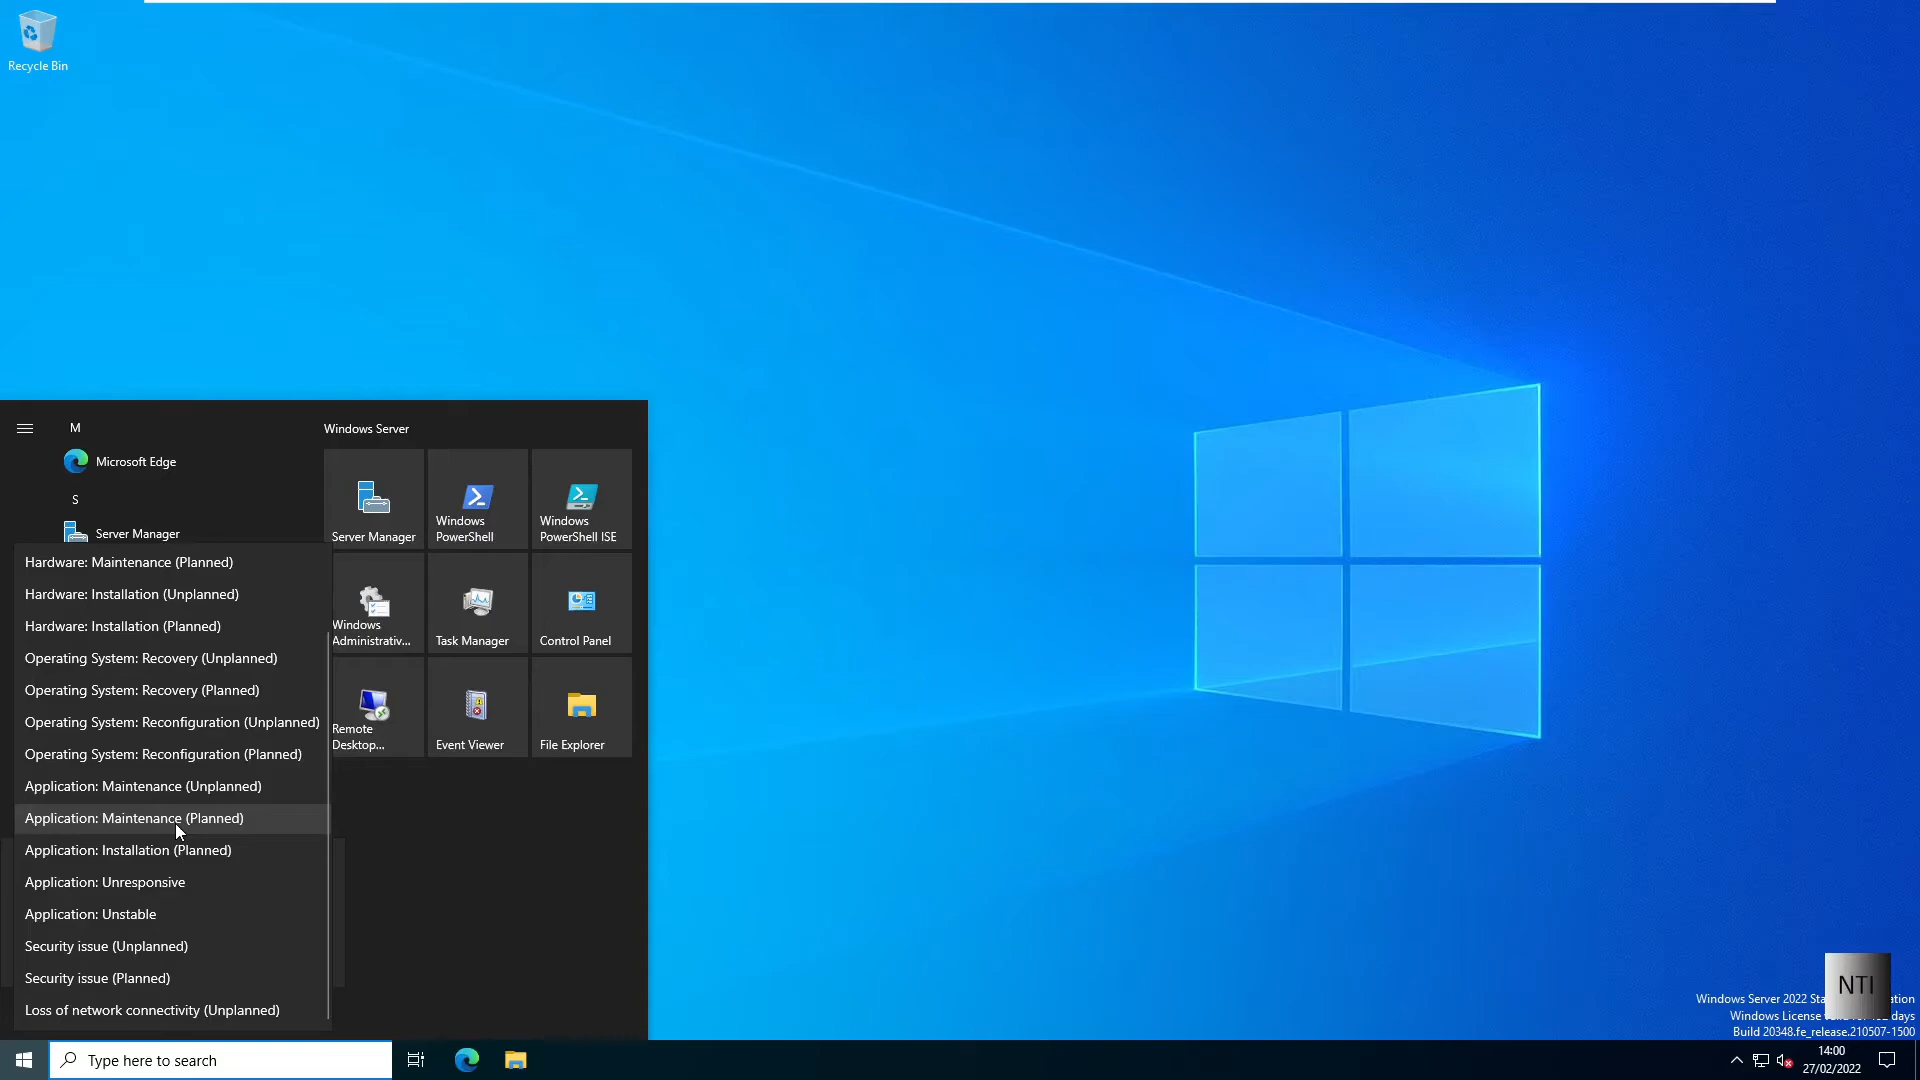 Recycle Bin
M
Microsoft Edge
S
Server Manager
Hardware: Maintenance (Planned)
Hardware: Installation (Unplanned)
Hardware: Installation (Planned)
Operating System: Recovery (Unplanned)
Operating System: Recovery (Planned)
Operating System: Reconfiguration (Unplanned)
Operating System: Reconfiguration (Planned)
Application: Maintenance (Unplanned)
Application: Maintenance (Planned)
Application: Installation (Planned)
Application: Unresponsive
Application: Unstable
Security issue (Unplanned)
Security issue (Planned)
Loss of network connectivity (Unplanned)
Windows Server
Server Manager
Windows
PowerShell
Windows
PowerShell ISE
Windows
Administrativ...
Task Manager
Control Panel
Remote
Desktop...
Event Viewer
File Explorer
NTI
Windows Server 2022
Windows License days
Build 20348.fe_release.210507-1500
Type here to search
14:00
27/02/2022